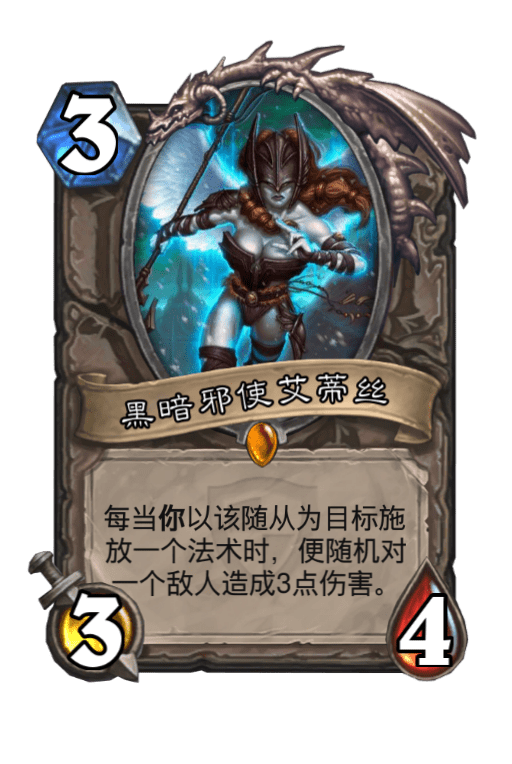 3
黑暗邪使艾蒂丝
每当你以该随从为目标施
放一个法术时，便随机对
一个敌人造成3点伤害。
3
4